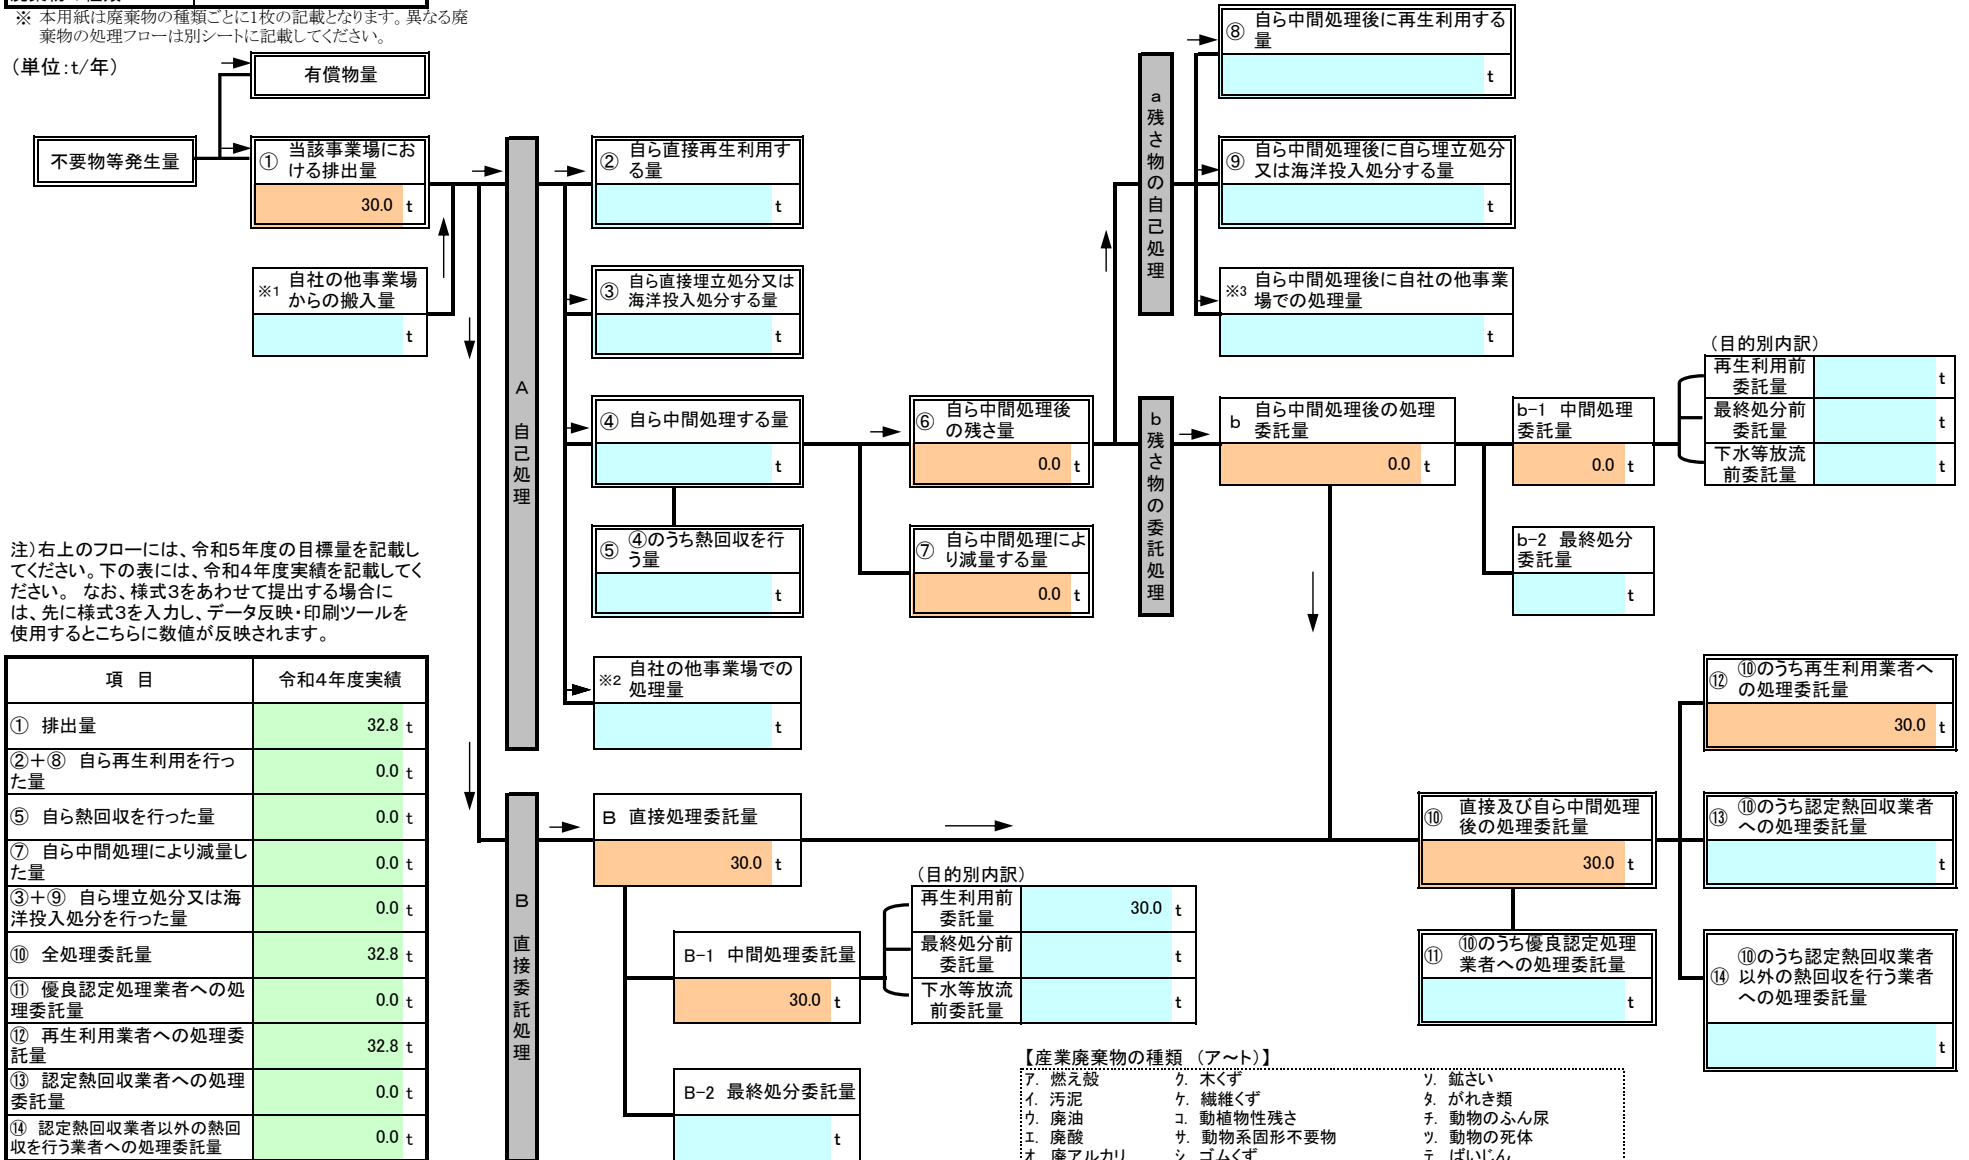 ※ 本用紙は廃棄物の種類ごとに1枚の記載となります。異なる廃
棄物の処理フローは別シートに記載してください。
（単位：t/年）
有償物量
不要物等発生量
① 当該事業場にお
ける排出量
30.0 t
※1 自社の他事業場
からの搬入量
t
A 自己処理
② 自ら直接再生利用す
る量
t
③ 自ら直接埋立処分又は
海洋投入処分する量
t
④ 自ら中間処理する量
t
⑤ ④のうち熱回収を行
う量
t
※2 自社の他事業場での
処理量
t
⑥ 自ら中間処理後
の残さ量
0.0 t
⑦ 自ら中間処理によ
り減量する量
0.0 t
a 残さ物の自己処理
⑧ 自ら中間処理後に再生利用する
量
t
⑨ 自ら中間処理後に自ら埋立処分
又は海洋投入処分する量
t
※3 自ら中間処理後に自社の他事業
場での処理量
t
b 残さ物の委託処理
b 自ら中間処理後の処理
委託量
0.0 t
b-1 中間処理
委託量
0.0 t
（目的別内訳）
再生利用前
委託量
t
最終処分前
委託量
t
下水等放流
前委託量
t
b-2 最終処分
委託量
t
注）右上のフローには、令和５年度の目標量を記載し
てください。下の表には、令和４年度実績を記載してく
ださい。 なお、様式３をあわせて提出する場合に
は、先に様式３を入力し、データ反映・印刷ツールを
使用するとこちらに数値が反映されます。
項 目 令和４年度実績
① 排出量 32.8 t
②＋⑧ 自ら再生利用を行っ
た量 0.0 t
⑤ 自ら熱回収を行った量 0.0 t
⑦ 自ら中間処理により減量し
た量 0.0 t
③＋⑨ 自ら埋立処分又は海
洋投入処分を行った量 0.0 t
⑩ 全処理委託量 32.8 t
⑪ 優良認定処理業者への処
理委託量 0.0 t
⑫ 再生利用業者への処理委
託量 32.8 t
⑬ 認定熱回収業者への処理
委託量 0.0 t
⑭ 認定熱回収業者以外の熱回
収を行う業者への処理委託量 0.0 t
B 直接委託処理
B 直接処理委託量
30.0 t
B-1 中間処理委託量
30.0 t
（目的別内訳）
再生利用前
委託量
30.0 t
最終処分前
委託量
t
下水等放流
前委託量
t
B-2 最終処分委託量
t
⑩ 直接及び自ら中間処理
後の処理委託量
30.0 t
⑪ ⑩のうち優良認定処理
業者への処理委託量
t
⑫ ⑩のうち再生利用業者へ
の処理委託量
30.0 t
⑬ ⑩のうち認定熱回収業者
への処理委託量
t
⑭ ⑩のうち認定熱回収業者
以外の熱回収を行う業者
への処理委託量
t
【産業廃棄物の種類 （ア～ト）】
ア. 燃え殻 ク. 木くず ソ. 鉱さい
イ. 汚泥 ケ. 繊維くず タ. がれき類
ウ. 廃油 コ. 動植物性残さ チ. 動物のふん尿
エ. 廃酸 サ. 動物系固形不要物 ツ. 動物の死体
オ. 廃アルカリ シ. ゴムくず テ. ばいじん